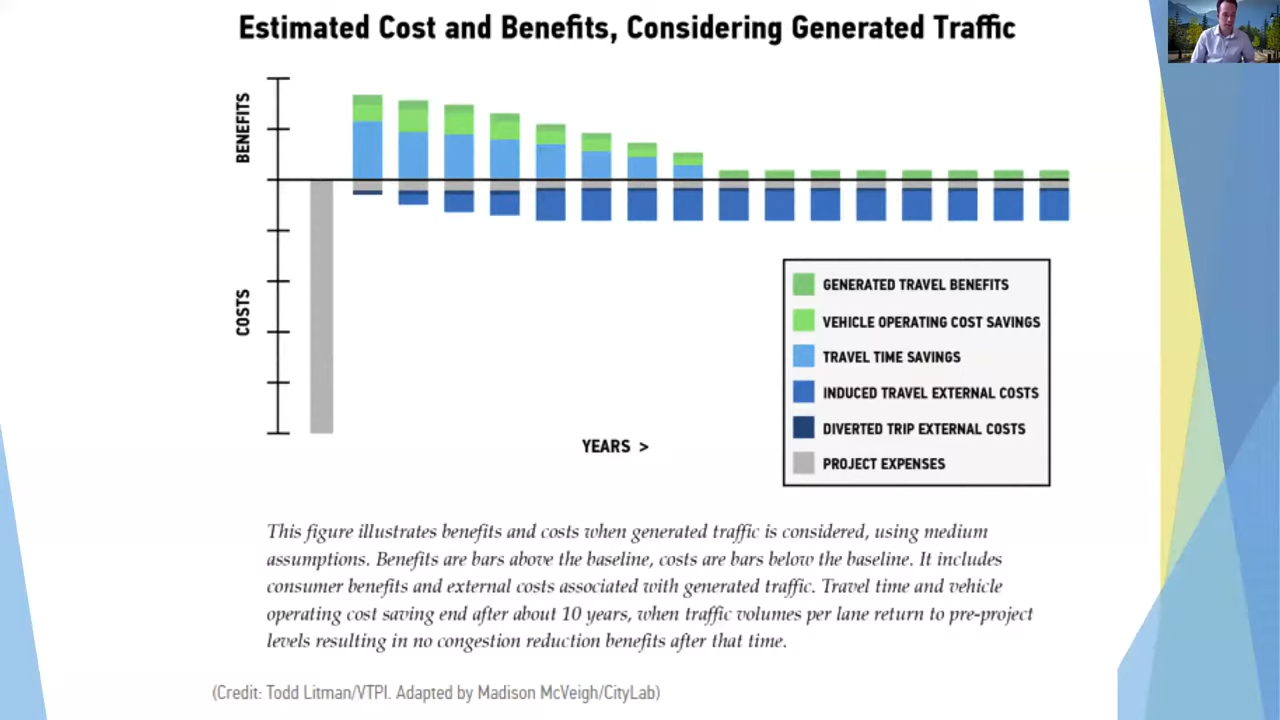 Estimated Cost and Benefits, Considering Generated Traffic
BENEFITS
COSTS
GENERATED TRAVEL BENEFITS
VEHICLE OPERATING COST SAVINGS
TRAVEL TIME SAVINGS
INDUCED TRAVEL EXTERNAL COSTS
DIVERTED TRIP EXTERNAL COSTS
PROJECT EXPENSES
YEARS >
This figure illustrates benefits and costs when generated traffic is considered, using medium
assumptions. Benefits are bars above the baseline, costs are bars below the baseline. It includes
consumer benefits and external costs associated with generated traffic. Travel time and vehicle
operating cost saving end after about 10 years, when traffic volumes per lane return to pre-project
levels resulting in no congestion reduction benefits after that time.
(Credit: Todd Litman/VTPI. Adapted by Madison McVeigh/CityLab)